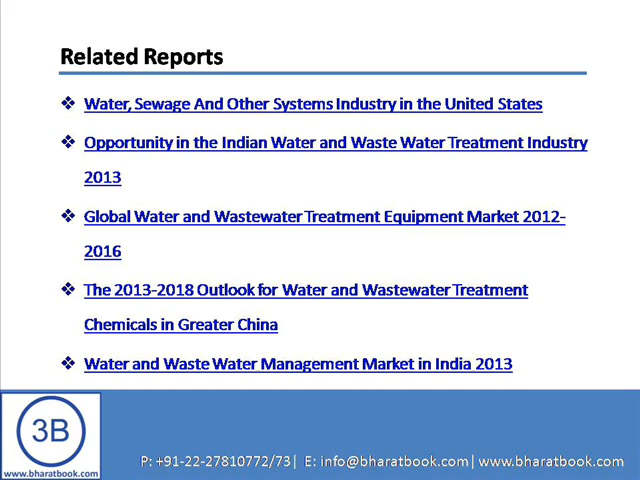 Related Reports
❖ Water, Sewage And Other Systems Industry in the United States
❖ Opportunity in the Indian Water and Waste Water Treatment Industry
2013
❖ Global Water and Wastewater Treatment Equipment Market 2012-
2016
❖ The 2013-2018 Outlook for Water and Wastewater Treatment
Chemicals in Greater China
❖ Water and Waste Water Management Market in India 2013
3B
www.bharatbook.com
P: +91-22-27810772/73| E: info@bharatbook.com| www.bharatbook.com